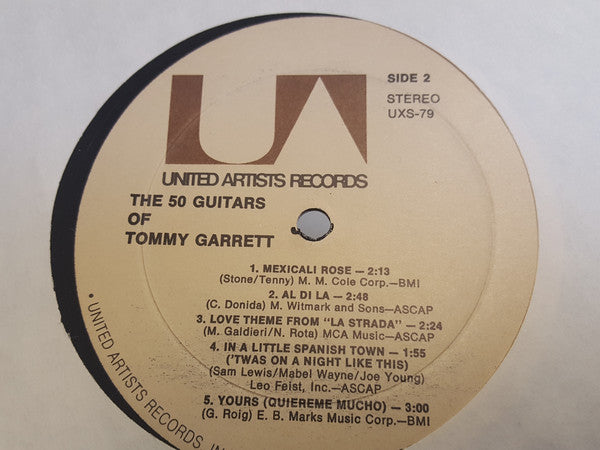 UA
SIDE 2
STEREO
UXS-79
UNITED ARTISTS RECORDS
THE 50 GUITARS
OF
TOMMY GARRETT
1. MEXICALI ROSE — 2:13
(Stone/Tenny) M. M. Cole Corp.—BMI
2. AL DI LA — 2:48
(C. Donida) M. Witmark and Sons—ASCAP
3. LOVE THEME FROM "LA STRADA" — 2:24
(M. Galdieri/N. Rota) MCA Music—ASCAP
4. IN A LITTLE SPANISH TOWN — 1:55
('TWAS ON A NIGHT LIKE THIS)
(Sam Lewis/Mabel Wayne/Joe Young)
Leo Feist, Inc.—ASCAP
5. YOURS (QUIEREME MUCHO) — 3:00
(G. Roig) E. B. Marks Music Corp.—BMI
• UNITED ARTISTS RECORDS, IN